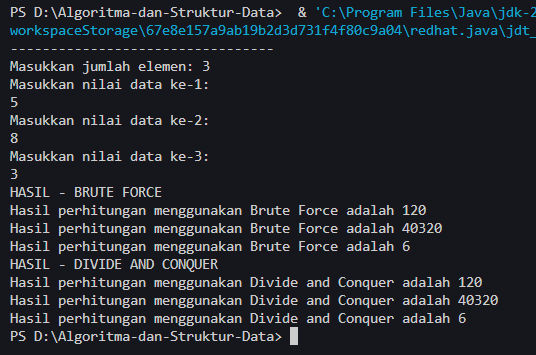 PS D:\Algoritma-dan-Struktur-Data>  & 'C:\Program Files\Java\jdk-2
workspaceStorage\67e8e157a9ab19b2d3d731f4f80c9a04\redhat.java\jdt_
---------------------------------
Masukkan jumlah elemen: 3
Masukkan nilai data ke-1:
5
Masukkan nilai data ke-2:
8
Masukkan nilai data ke-3:
3
HASIL - BRUTE FORCE
Hasil perhitungan menggunakan Brute Force adalah 120
Hasil perhitungan menggunakan Brute Force adalah 40320
Hasil perhitungan menggunakan Brute Force adalah 6
HASIL - DIVIDE AND CONQUER
Hasil perhitungan menggunakan Divide and Conquer adalah 120
Hasil perhitungan menggunakan Divide and Conquer adalah 40320
Hasil perhitungan menggunakan Divide and Conquer adalah 6
PS D:\Algoritma-dan-Struktur-Data>